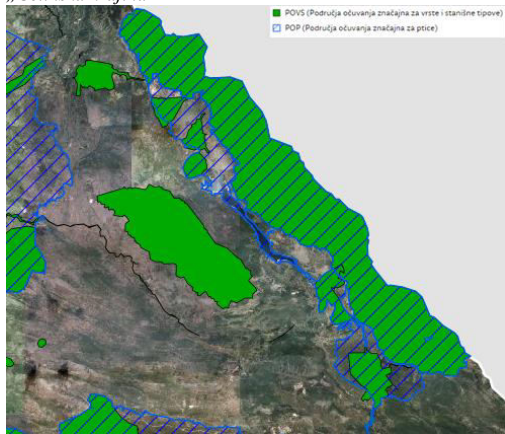 POVS (Područja očuvanja značajna za vrste i stanišne tipove)
POP (Područja očuvanja značajna za ptice)